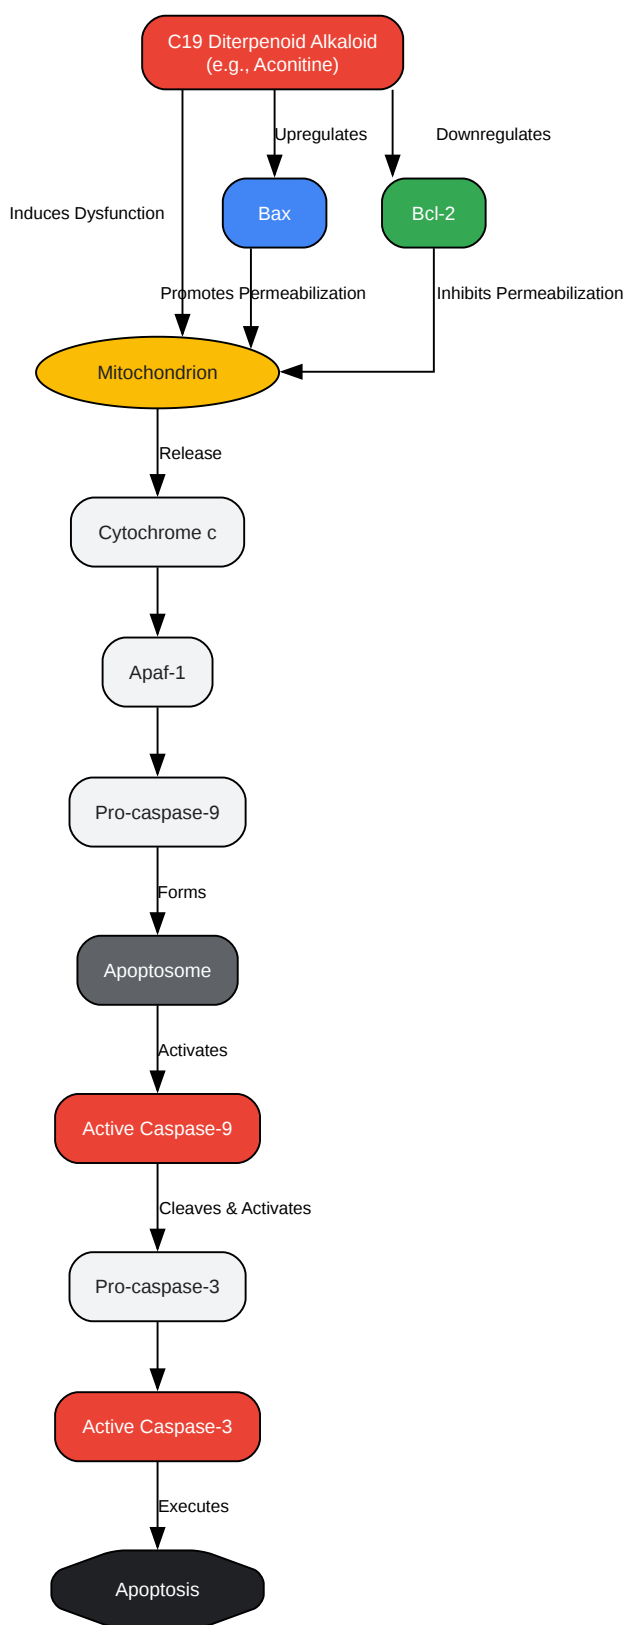 C19 Diterpenoid Alkaloid
(e.g., Aconitine)
Upregulates
Downregulates
Induces Dysfunction
Bax
Bcl-2
Promotes Permeabilization
Inhibits Permeabilization
Mitochondrion
Release
Cytochrome c
Apaf-1
Pro-caspase-9
Forms
Apoptosome
Activates
Active Caspase-9
Cleaves & Activates
Pro-caspase-3
Active Caspase-3
Executes
Apoptosis